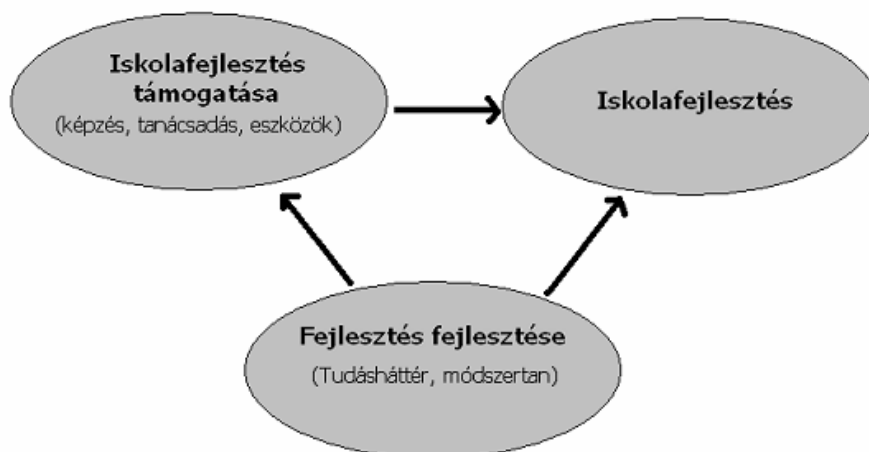 Iskolafejlesztés
támogatása
(képzés, tanácsadás, eszközök)
Iskolafejlesztés
Fejlesztés fejlesztése
(Tudásháttér, módszertan)